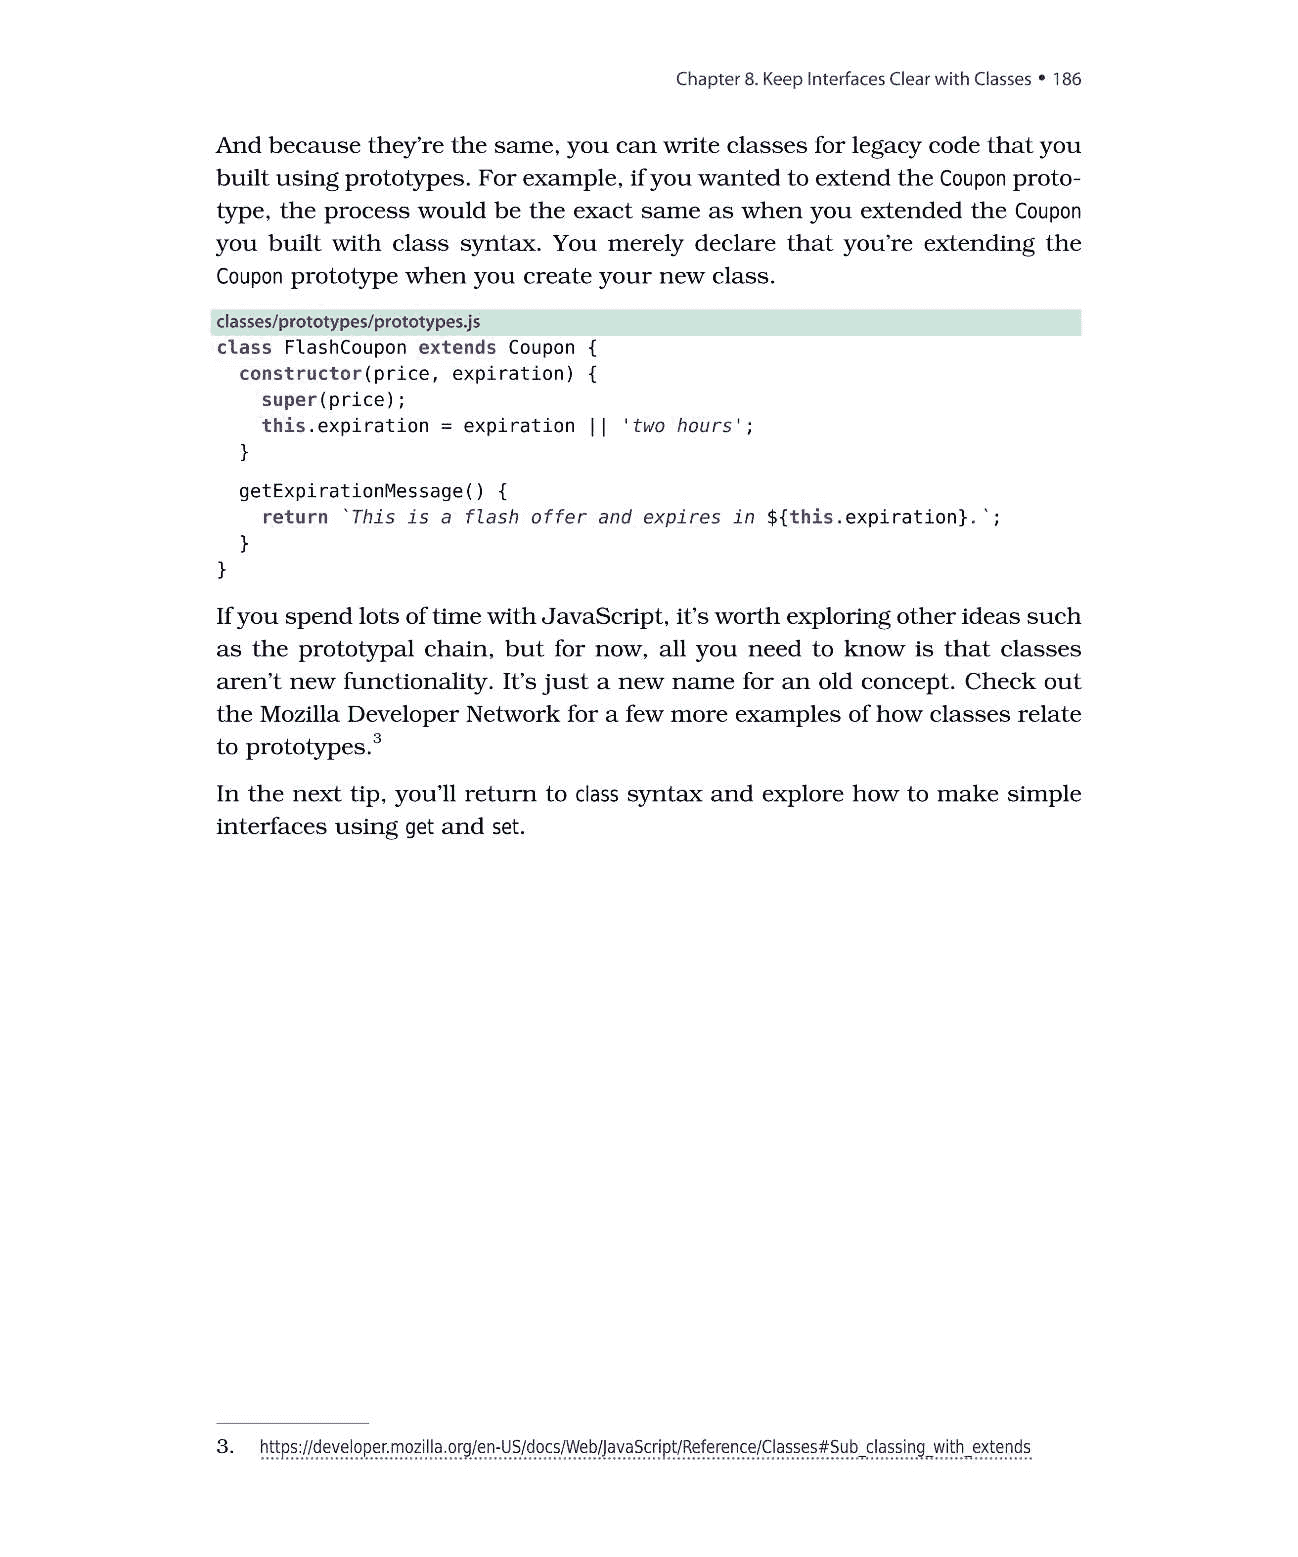 Chapter 8. Keep Interfaces Clear with Classes • 186
And because they’re the same, you can write classes for legacy code that you
built using prototypes. For example, if you wanted to extend the Coupon proto-
type, the process would be the exact same as when you extended the Coupon
you built with class syntax. You merely declare that you’re extending the
Coupon prototype when you create your new class.
classes/prototypes/prototypes.js
class FlashCoupon extends Coupon {
  constructor(price, expiration) {
    super(price);
    this.expiration = expiration || 'two hours';
  }
  getExpirationMessage() {
    return `This is a flash offer and expires in ${this.expiration}.`;
  }
}
If you spend lots of time with JavaScript, it’s worth exploring other ideas such
as the prototypal chain, but for now, all you need to know is that classes
aren’t new functionality. It’s just a new name for an old concept. Check out
the Mozilla Developer Network for a few more examples of how classes relate
to prototypes.3
In the next tip, you’ll return to class syntax and explore how to make simple
interfaces using get and set.
3. https://developer.mozilla.org/en-US/docs/Web/JavaScript/Reference/Classes#Sub_classing_with_extends